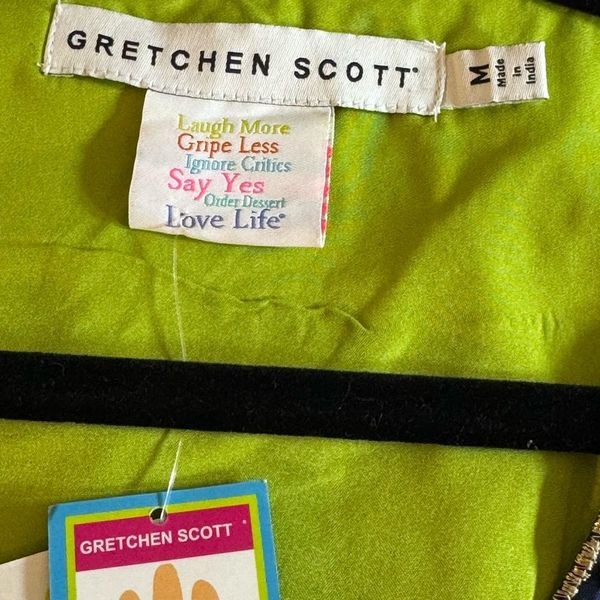 GRETCHEN SCOTT®
M
Made
in
India
Laugh More
Gripe Less
Ignore Critics
Say Yes
Order Dessert
Love Life®
GRETCHEN SCOTT